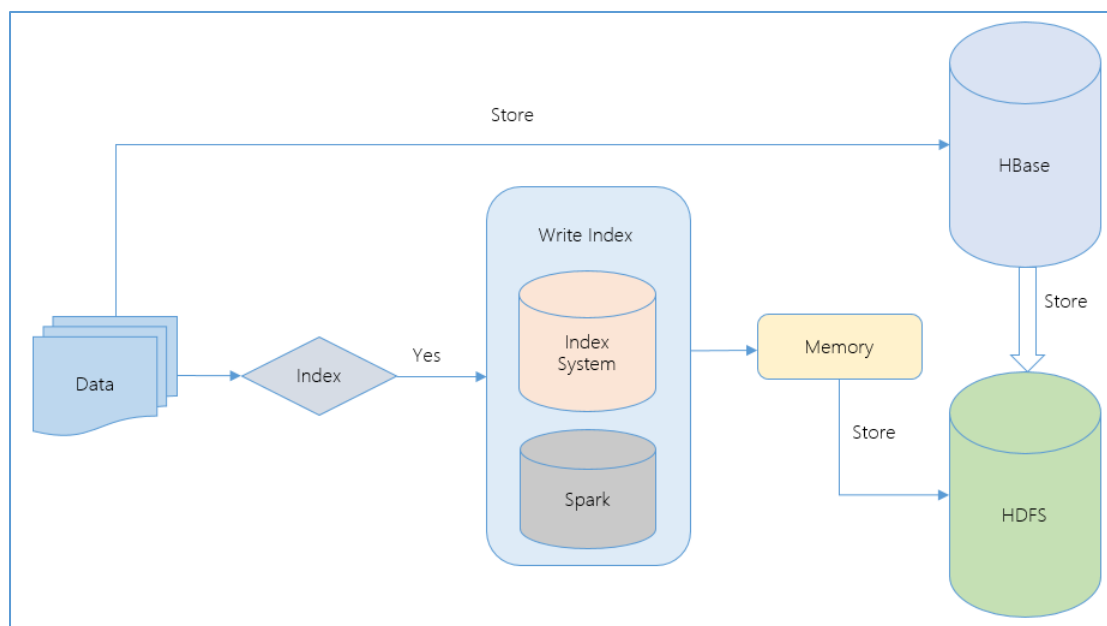 Store
HBase
Write Index
Store
Index
System
Memory
Yes
Index
Data
Store
Spark
HDFS